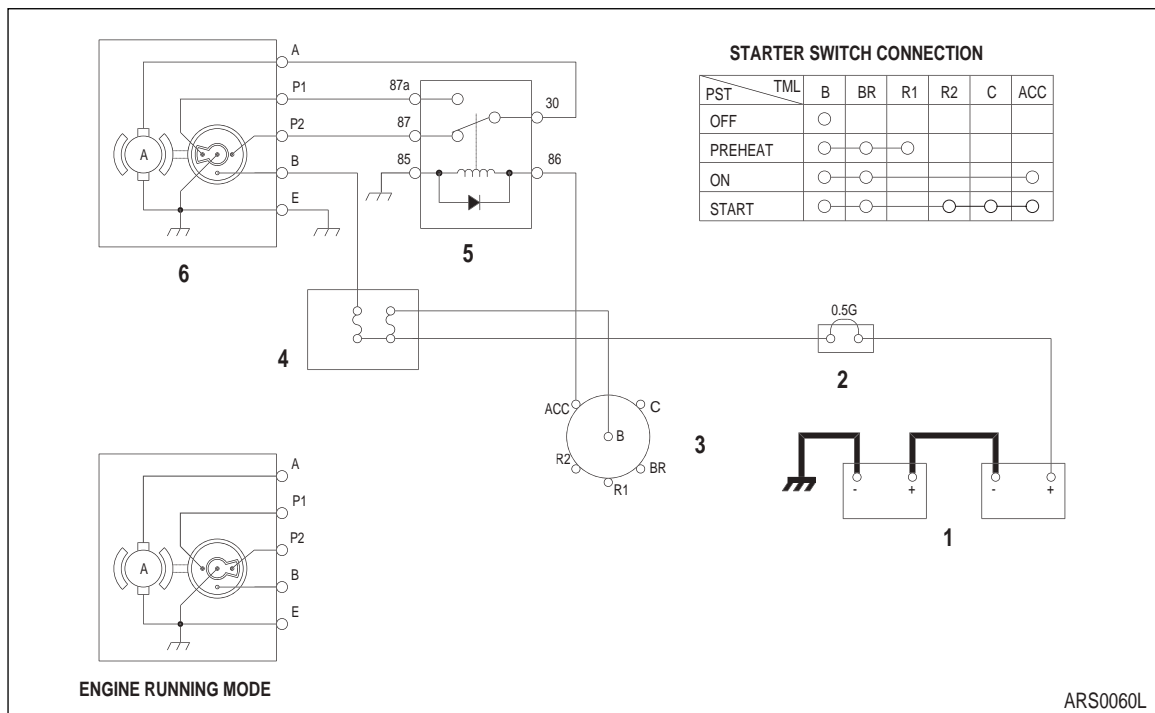 A
P1
P2
B
E
A
6
87a
87
85
30
86
5
STARTER SWITCH CONNECTION
PST TML B BR R1 R2 C ACC
OFF
PREHEAT
ON
START
4
0.5G
2
ACC
C
B
R2
BR
R1
3
- + - +
1
A
P1
P2
B
E
A
ENGINE RUNNING MODE
ARS0060L